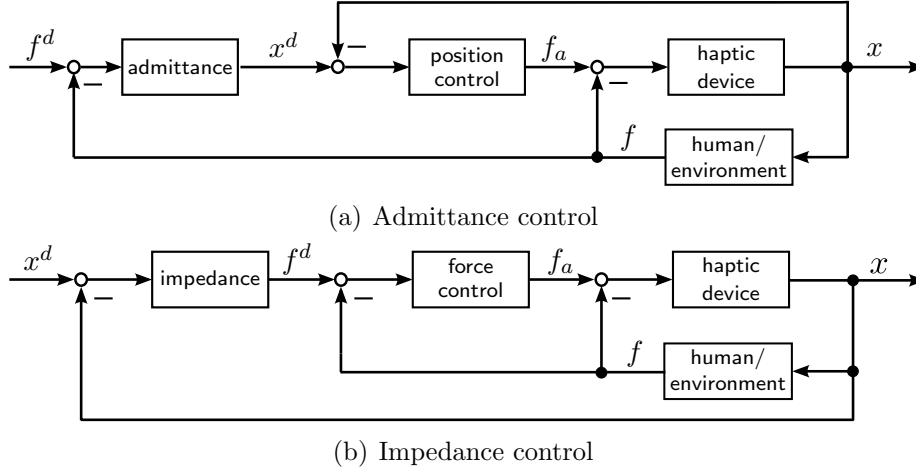 f^d − admittance x^d − position control f_a − haptic device x
f human/ environment
(a) Admittance control
x^d − impedance f^d − force control f_a − haptic device x
f human/ environment
(b) Impedance control